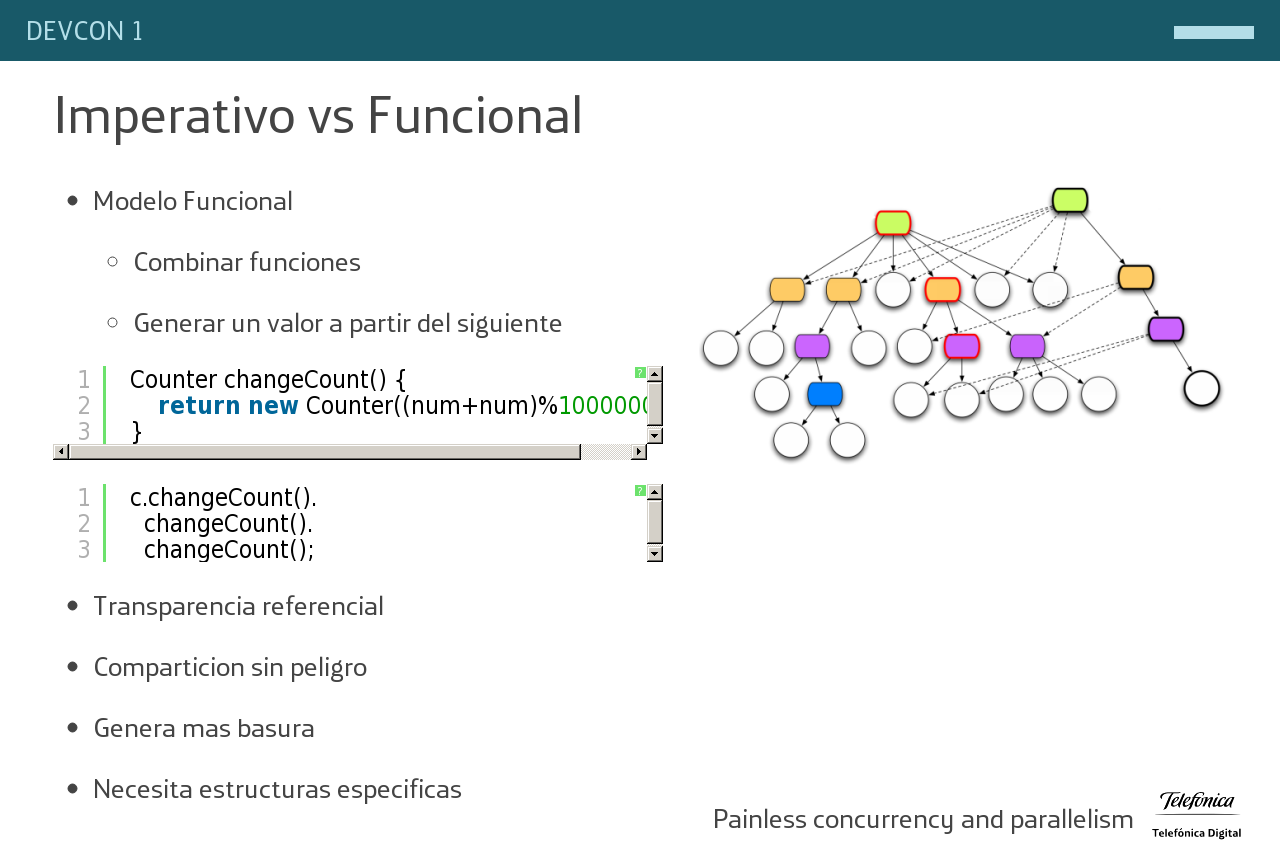 DEVCON 1
Imperativo vs Funcional
Modelo Funcional
Combinar funciones
Generar un valor a partir del siguiente
1 Counter changeCount() {
2 return new Counter((num+num)%1000000
3 }
?
1 c.changeCount().
2 changeCount().
3 changeCount();
?
Transparencia referencial
Comparticion sin peligro
Genera mas basura
Necesita estructuras especificas
Painless concurrency and parallelism
Telefónica
Telefónica Digital